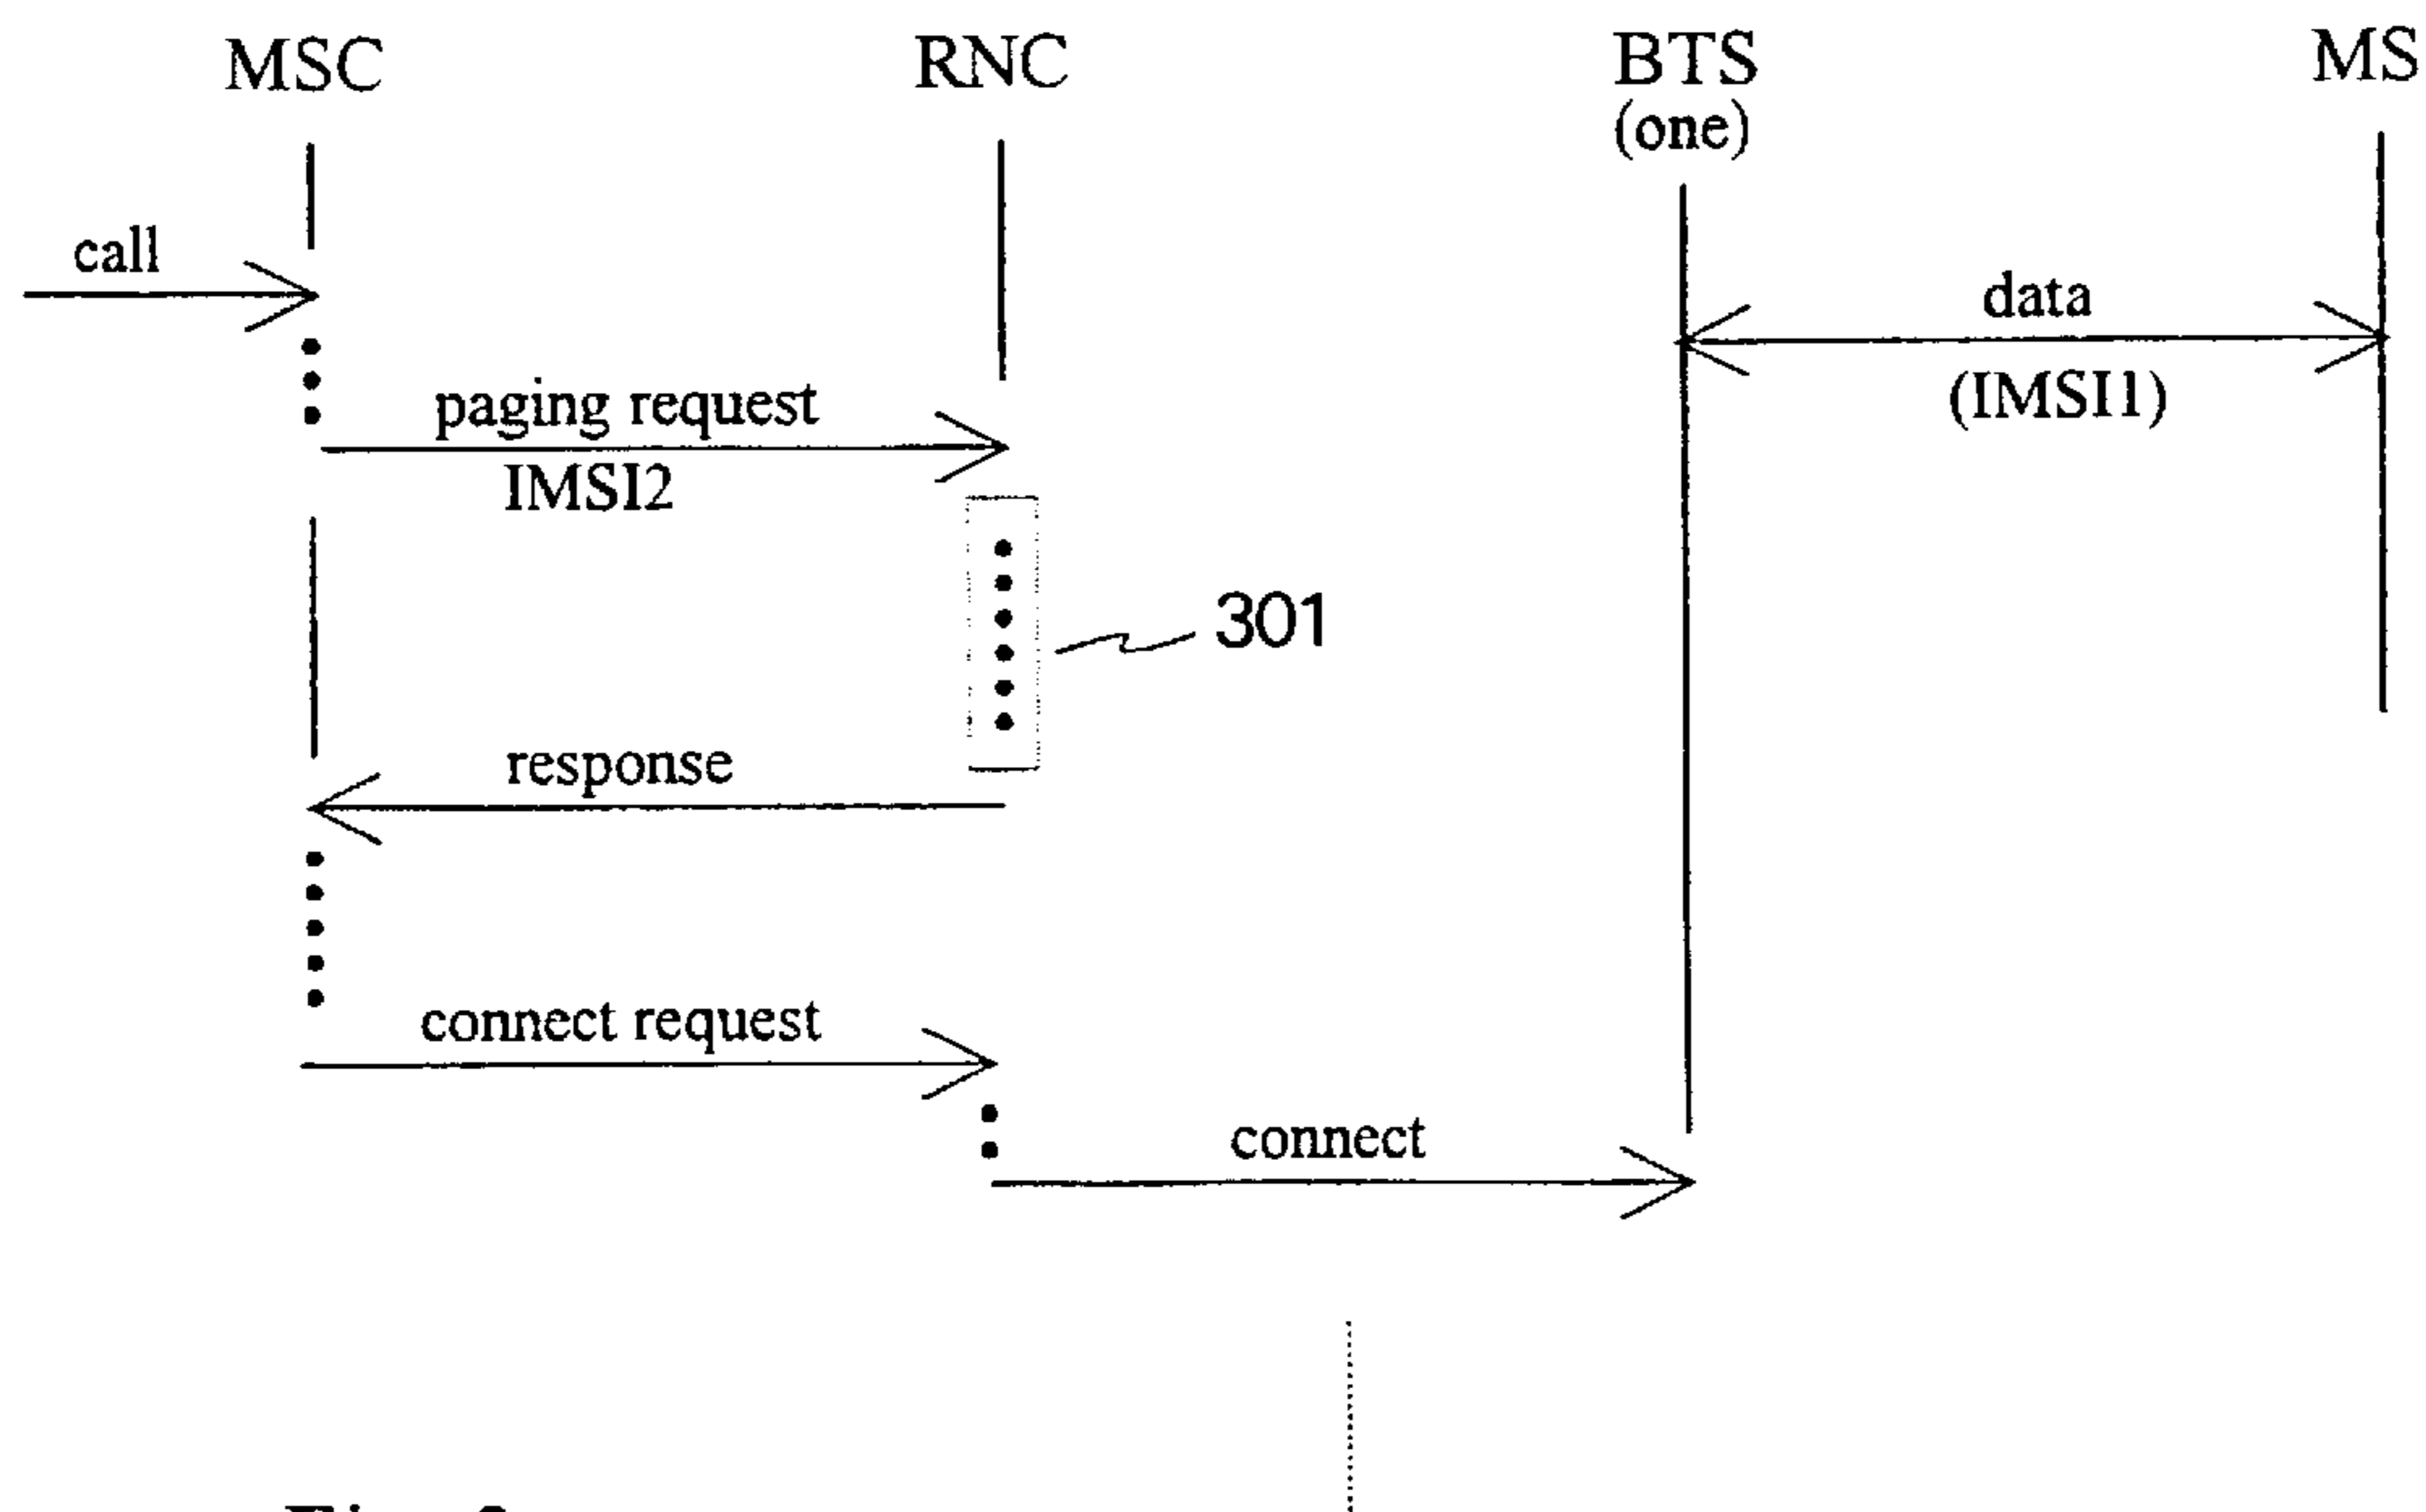 MSC
RNC
BTS
MS
(one)
call
data
(IMSI1)
paging request
IMSI2
301
response
connect request
connect